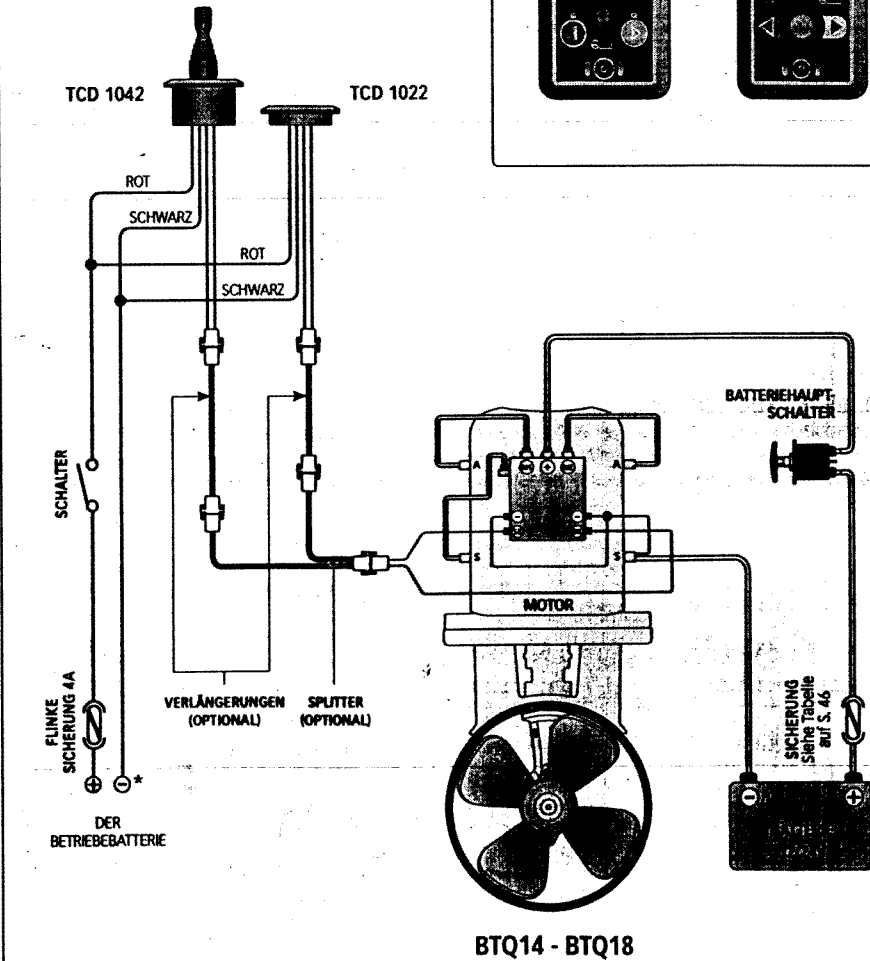 TCD 1042
TCD 1022
ROT
SCHWARZ
ROT
SCHWARZ
BATTERIEHAUPT-
SCHALTER
SCHALTER
A
A
S
S
MOTOR
VERLÄNGERUNGEN
(OPTIONAL)
SPLITTER
(OPTIONAL)
FLINKE
SICHERUNG 4A
SICHERUNG
Siehe Tabelle
auf S. 46
+
- *
-
+
DER
BETRIEBEBATTERIE
BTQ14 - BTQ18